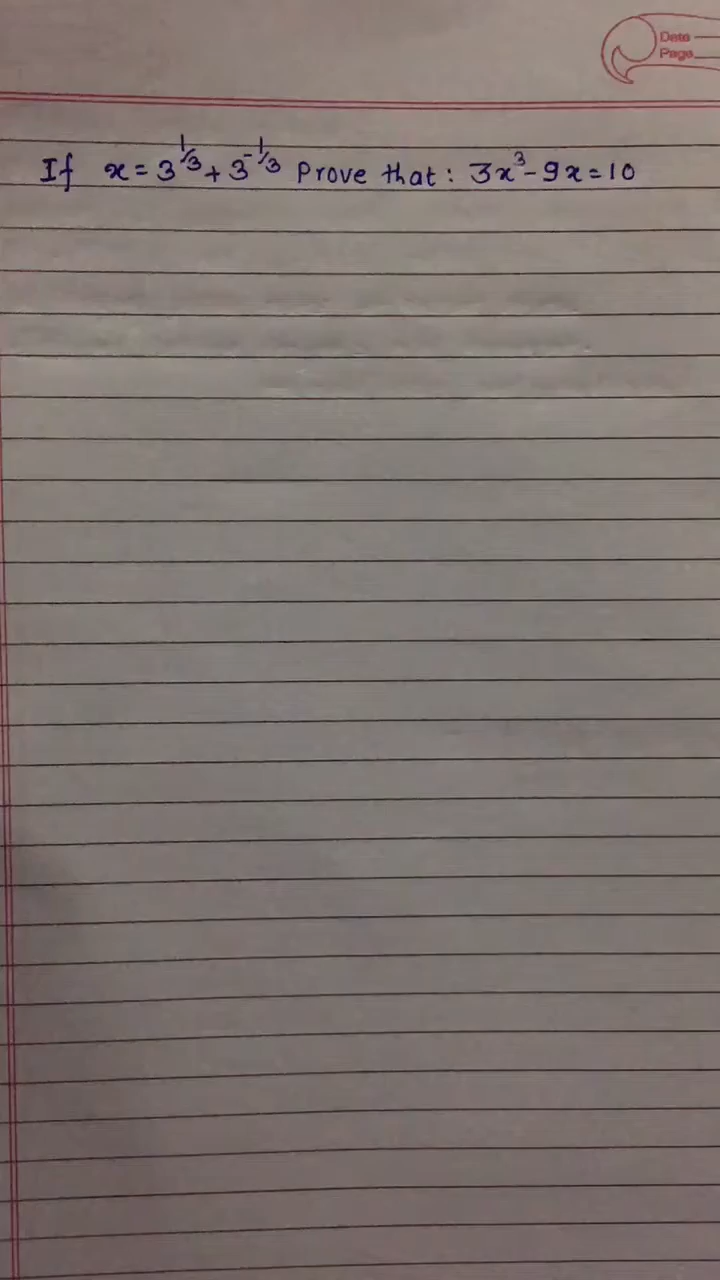 Date
Page
If x = 3^{1/3} + 3^{-1/3} Prove that : 3x^3 - 9x = 10